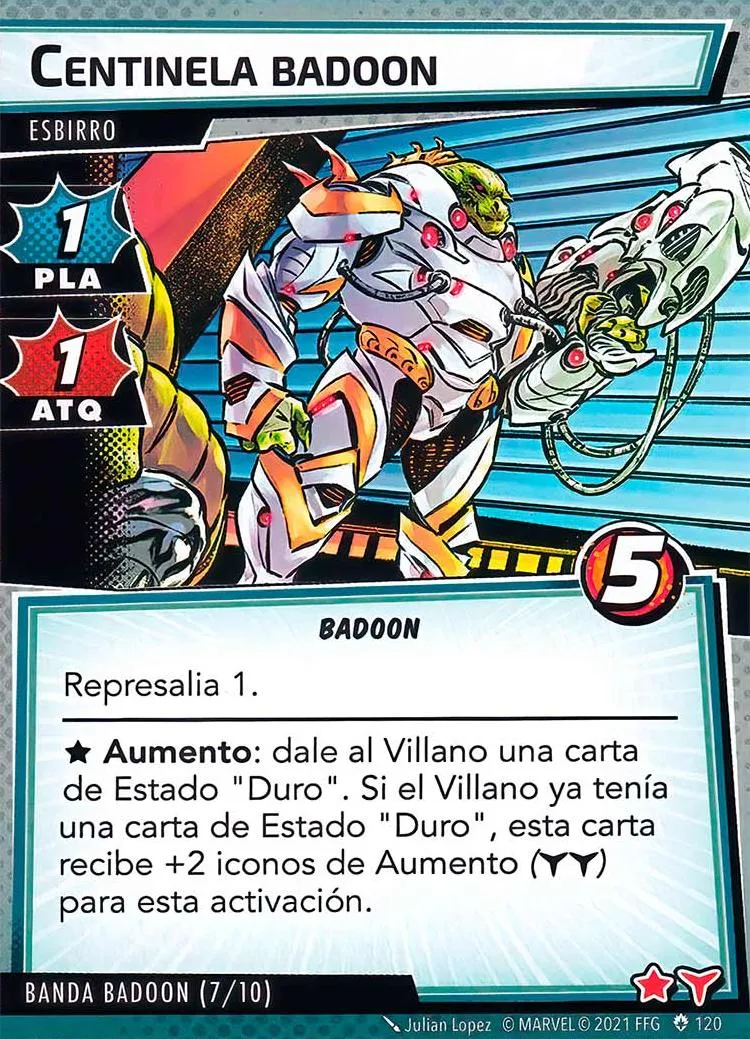 CENTINELA BADOON
ESBIRRO
1
PLA
1
ATQ
5
BADOON
Represalia 1.
★ Aumento: dale al Villano una carta
de Estado "Duro". Si el Villano ya tenía
una carta de Estado "Duro", esta carta
recibe +2 iconos de Aumento ()
para esta activación.
BANDA BADOON (7/10)
Julian Lopez © MARVEL © 2021 FFG 120